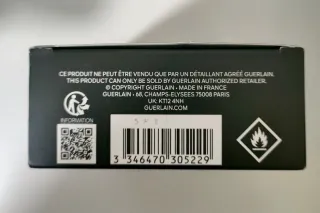 CE PRODUIT NE PEUT ÊTRE VENDU QUE PAR UN DÉTAILLANT AGRÉÉ GUERLAIN.
THIS PRODUCT CAN ONLY BE SOLD BY GUERLAIN AUTHORIZED RETAILER.
© COPYRIGHT GUERLAIN • MADE IN FRANCE
GUERLAIN • 68, CHAMPS-ELYSEES 75008 PARIS
UK: KT12 4NH
GUERLAIN.COM
INFORMATION
3 346470 305229